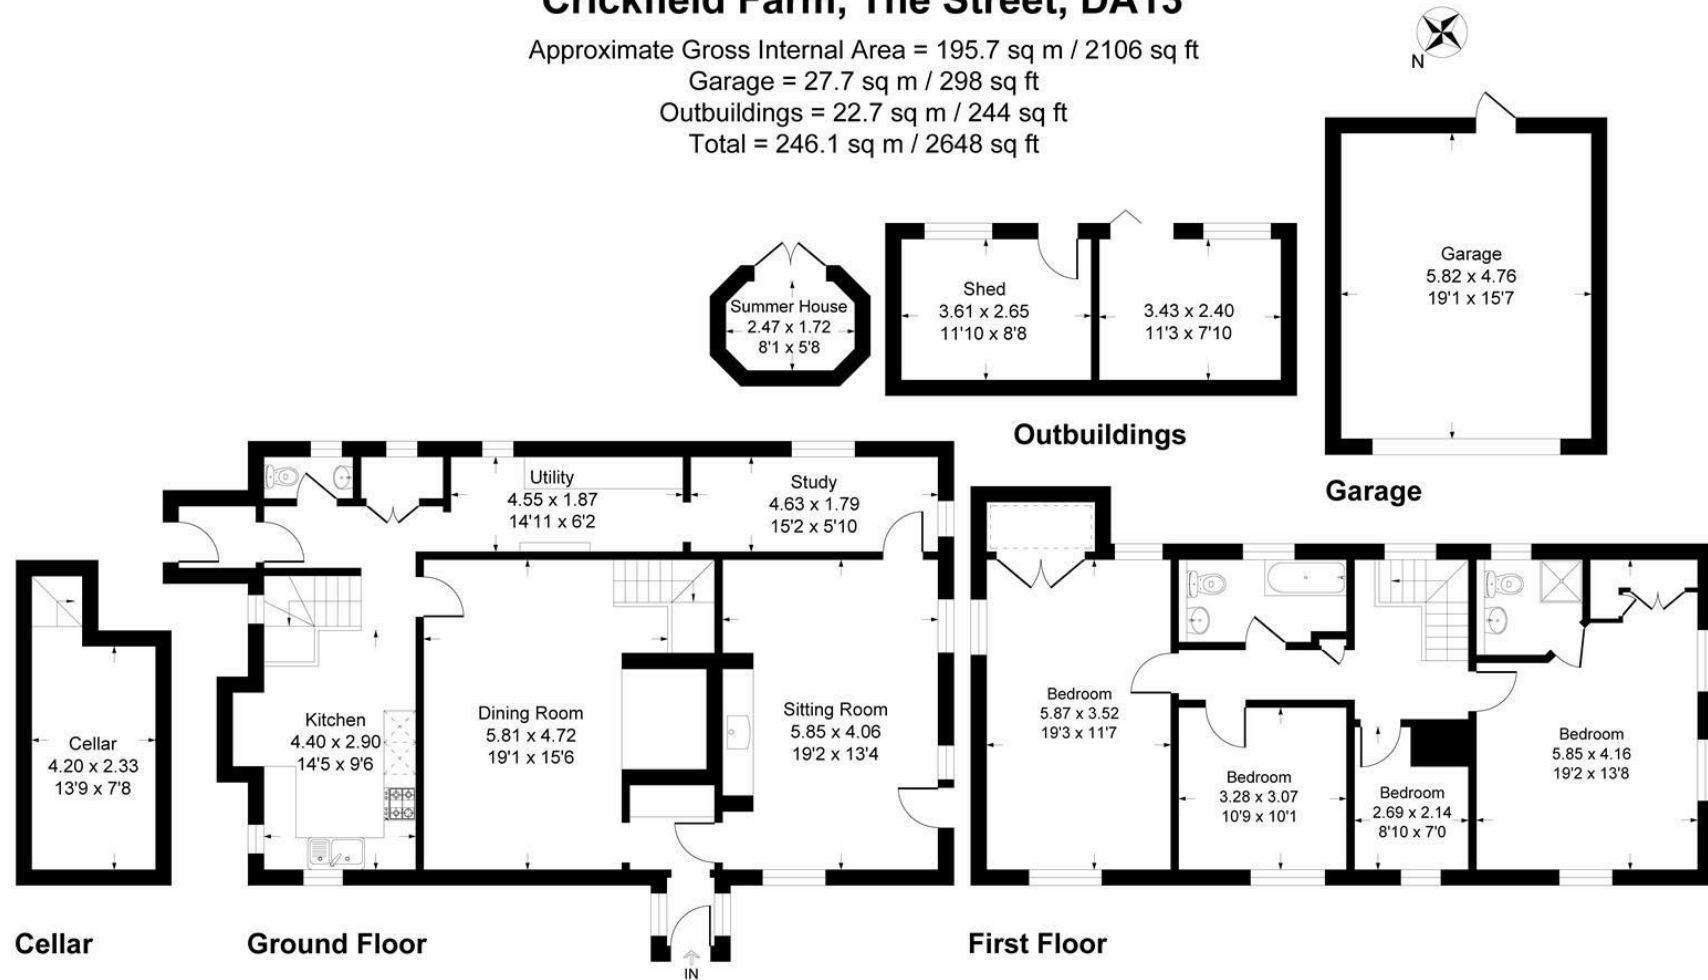 Crickfield Farm, The Street, DA13
Approximate Gross Internal Area = 195.7 sq m / 2106 sq ft
Garage = 27.7 sq m / 298 sq ft
Outbuildings = 22.7 sq m / 244 sq ft
Total = 246.1 sq m / 2648 sq ft
N
Garage
5.82 x 4.76
19'1 x 15'7
Summer House
2.47 x 1.72
8'1 x 5'8
Shed
3.61 x 2.65
11'10 x 8'8
3.43 x 2.40
11'3 x 7'10
Outbuildings
Garage
Utility
4.55 x 1.87
14'11 x 6'2
Study
4.63 x 1.79
15'2 x 5'10
Cellar
4.20 x 2.33
13'9 x 7'8
Kitchen
4.40 x 2.90
14'5 x 9'6
Dining Room
5.81 x 4.72
19'1 x 15'6
Sitting Room
5.85 x 4.06
19'2 x 13'4
Bedroom
5.87 x 3.52
19'3 x 11'7
Bedroom
3.28 x 3.07
10'9 x 10'1
Bedroom
2.69 x 2.14
8'10 x 7'0
Bedroom
5.85 x 4.16
19'2 x 13'8
Cellar
Ground Floor
IN
First Floor